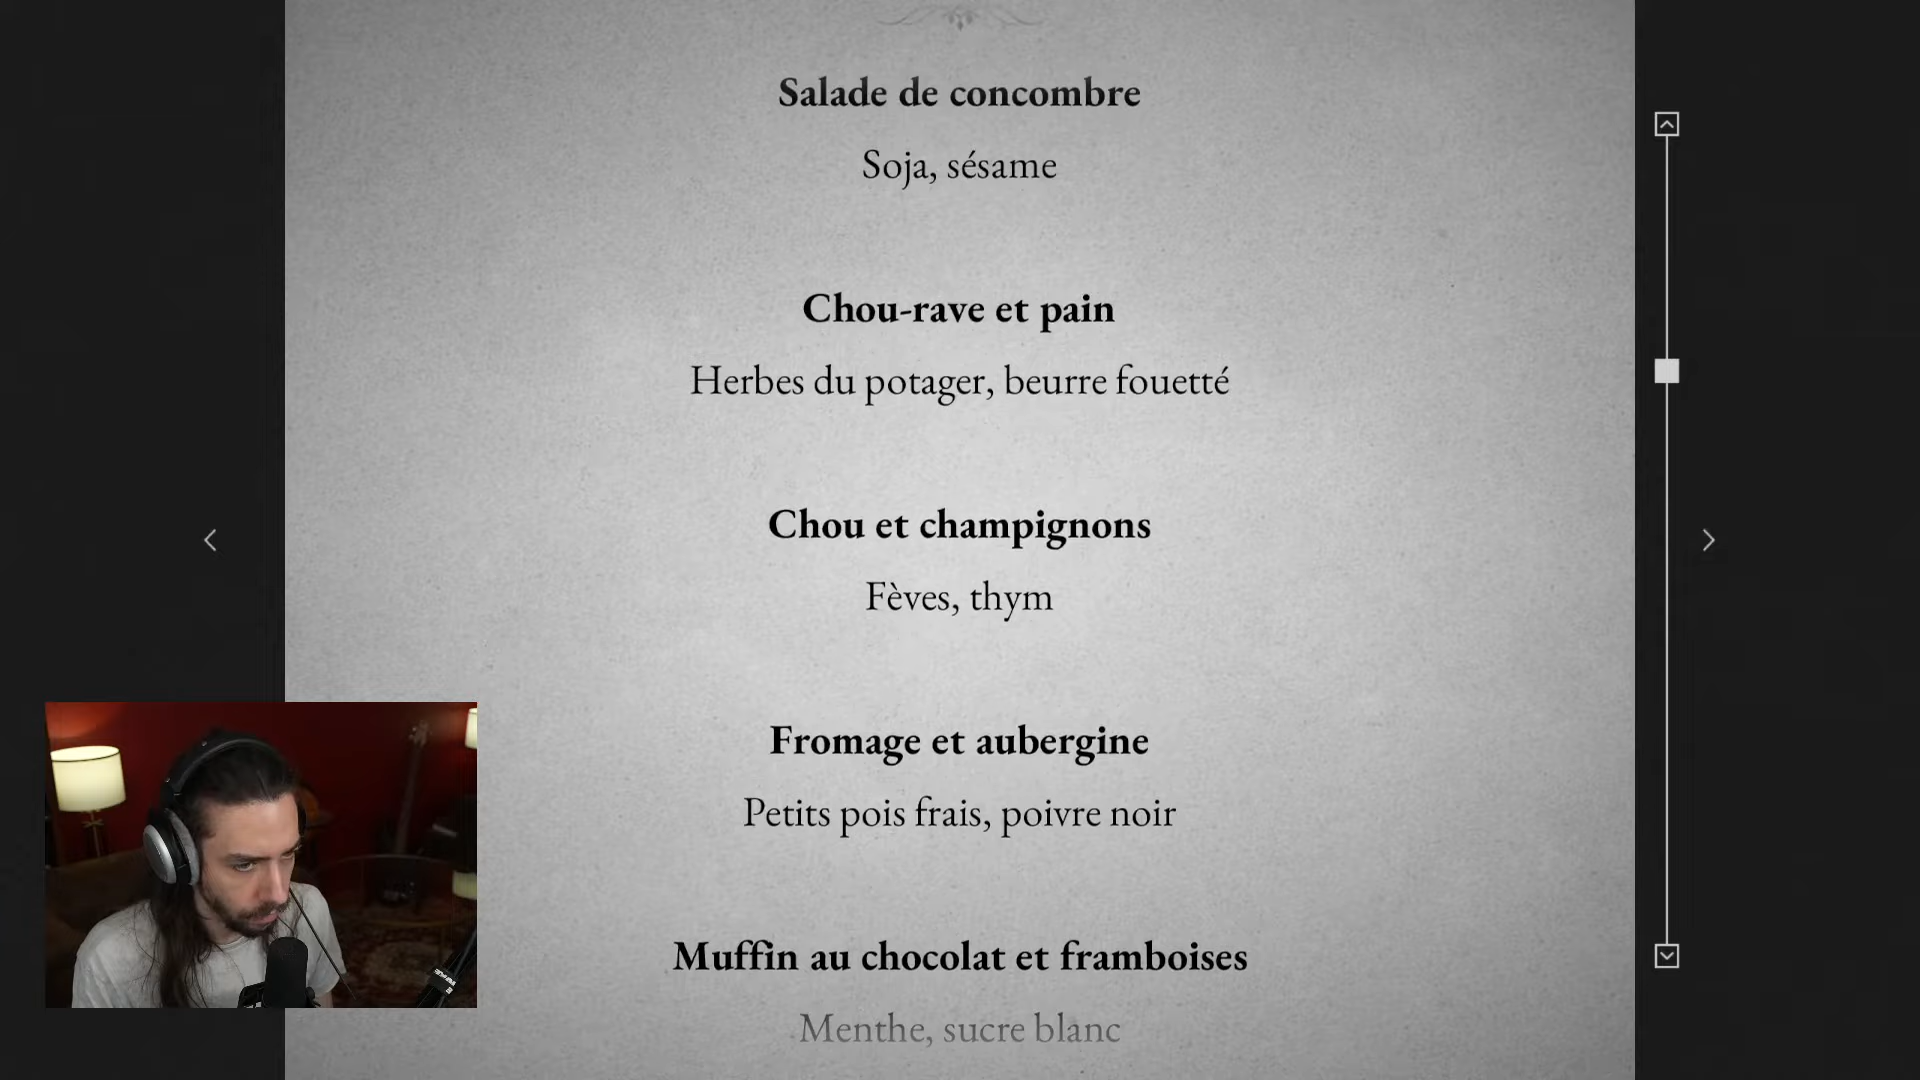 Salade de concombre
Soja, sésame
Chou-rave et pain
Herbes du potager, beurre fouetté
Chou et champignons
Fèves, thym
Fromage et aubergine
Petits pois frais, poivre noir
Muffin au chocolat et framboises
Menthe, sucre blanc